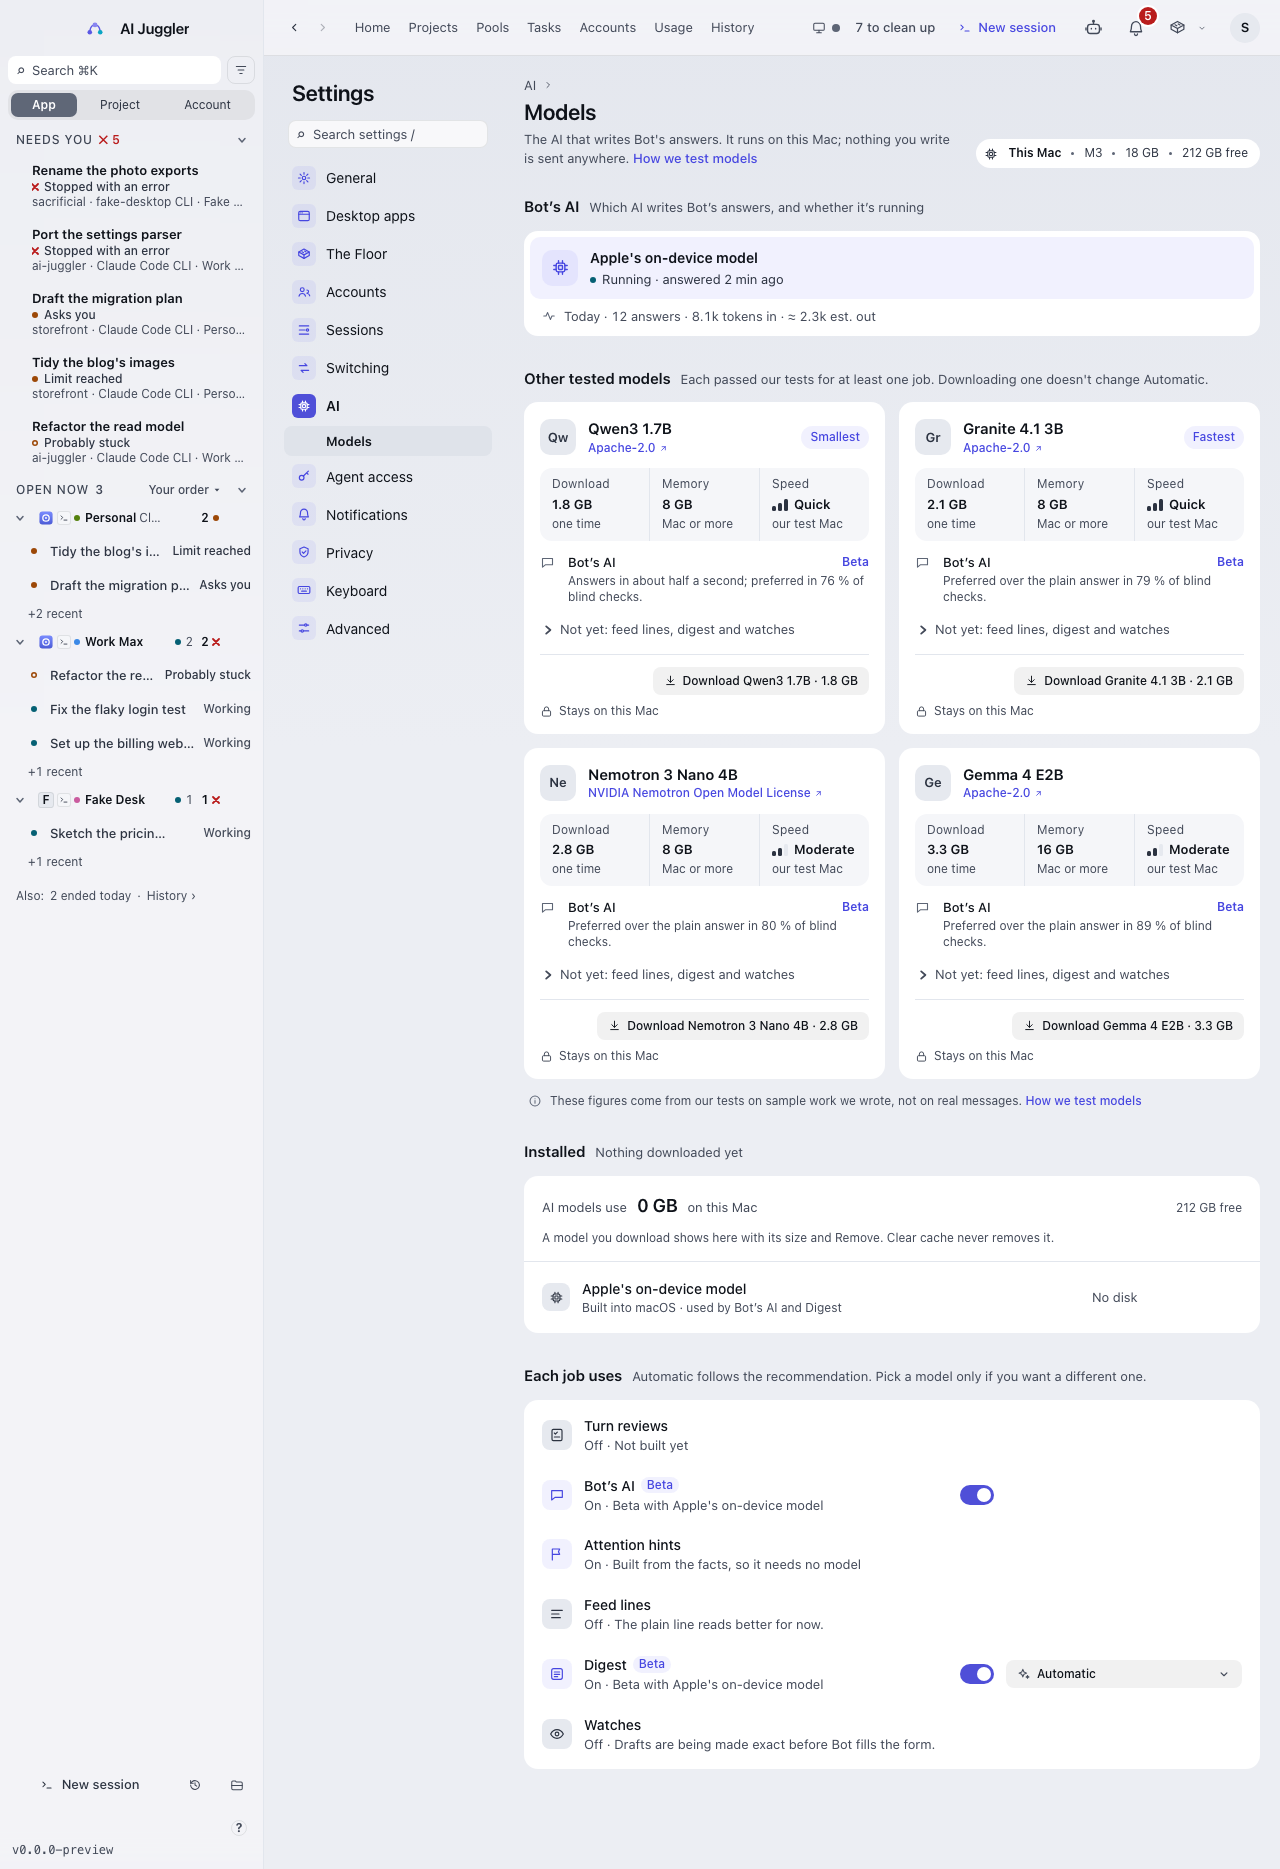 AI Juggler
Search ⌘K
App
Project
Account
NEEDS YOU 5
Rename the photo exports
Stopped with an error
sacrificial · fake-desktop CLI · Fake ...
Port the settings parser
Stopped with an error
ai-juggler · Claude Code CLI · Work ...
Draft the migration plan
Asks you
storefront · Claude Code CLI · Perso...
Tidy the blog's images
Limit reached
storefront · Claude Code CLI · Perso...
Refactor the read model
Probably stuck
ai-juggler · Claude Code CLI · Work ...
OPEN NOW 3
Your order
Personal Cl... 2
Tidy the blog's i... Limit reached
Draft the migration p... Asks you
+2 recent
Work Max 2 2
Refactor the re... Probably stuck
Fix the flaky login test Working
Set up the billing web... Working
+1 recent
F Fake Desk 1 1
Sketch the pricin... Working
+1 recent
Also: 2 ended today · History ›
New session
?
v0.0.0-preview
Home
Projects
Pools
Tasks
Accounts
Usage
History
7 to clean up
New session
5
S
Settings
Search settings /
General
Desktop apps
The Floor
Accounts
Sessions
Switching
AI
Models
Agent access
Notifications
Privacy
Keyboard
Advanced
AI ›
Models
The AI that writes Bot's answers. It runs on this Mac; nothing you write
is sent anywhere. How we test models
This Mac • M3 • 18 GB • 212 GB free
Bot's AI Which AI writes Bot's answers, and whether it's running
Apple's on-device model
Running · answered 2 min ago
Today · 12 answers · 8.1k tokens in · ≈ 2.3k est. out
Other tested models Each passed our tests for at least one job. Downloading one doesn't change Automatic.
Qw
Qwen3 1.7B
Apache-2.0 ↗
Smallest
Download
1.8 GB
one time
Memory
8 GB
Mac or more
Speed
Quick
our test Mac
Bot's AI Beta
Answers in about half a second; preferred in 76 % of
blind checks.
Not yet: feed lines, digest and watches
Download Qwen3 1.7B · 1.8 GB
Stays on this Mac
Gr
Granite 4.1 3B
Apache-2.0 ↗
Fastest
Download
2.1 GB
one time
Memory
8 GB
Mac or more
Speed
Quick
our test Mac
Bot's AI Beta
Preferred over the plain answer in 79 % of blind
checks.
Not yet: feed lines, digest and watches
Download Granite 4.1 3B · 2.1 GB
Stays on this Mac
Ne
Nemotron 3 Nano 4B
NVIDIA Nemotron Open Model License ↗
Download
2.8 GB
one time
Memory
8 GB
Mac or more
Speed
Moderate
our test Mac
Bot's AI Beta
Preferred over the plain answer in 80 % of blind
checks.
Not yet: feed lines, digest and watches
Download Nemotron 3 Nano 4B · 2.8 GB
Stays on this Mac
Ge
Gemma 4 E2B
Apache-2.0 ↗
Download
3.3 GB
one time
Memory
16 GB
Mac or more
Speed
Moderate
our test Mac
Bot's AI Beta
Preferred over the plain answer in 89 % of blind
checks.
Not yet: feed lines, digest and watches
Download Gemma 4 E2B · 3.3 GB
Stays on this Mac
These figures come from our tests on sample work we wrote, not on real messages. How we test models
Installed Nothing downloaded yet
AI models use 0 GB on this Mac
212 GB free
A model you download shows here with its size and Remove. Clear cache never removes it.
Apple's on-device model
Built into macOS · used by Bot's AI and Digest
No disk
Each job uses Automatic follows the recommendation. Pick a model only if you want a different one.
Turn reviews
Off · Not built yet
Bot's AI Beta
On · Beta with Apple's on-device model
Attention hints
On · Built from the facts, so it needs no model
Feed lines
Off · The plain line reads better for now.
Digest Beta
On · Beta with Apple's on-device model
Automatic
Watches
Off · Drafts are being made exact before Bot fills the form.